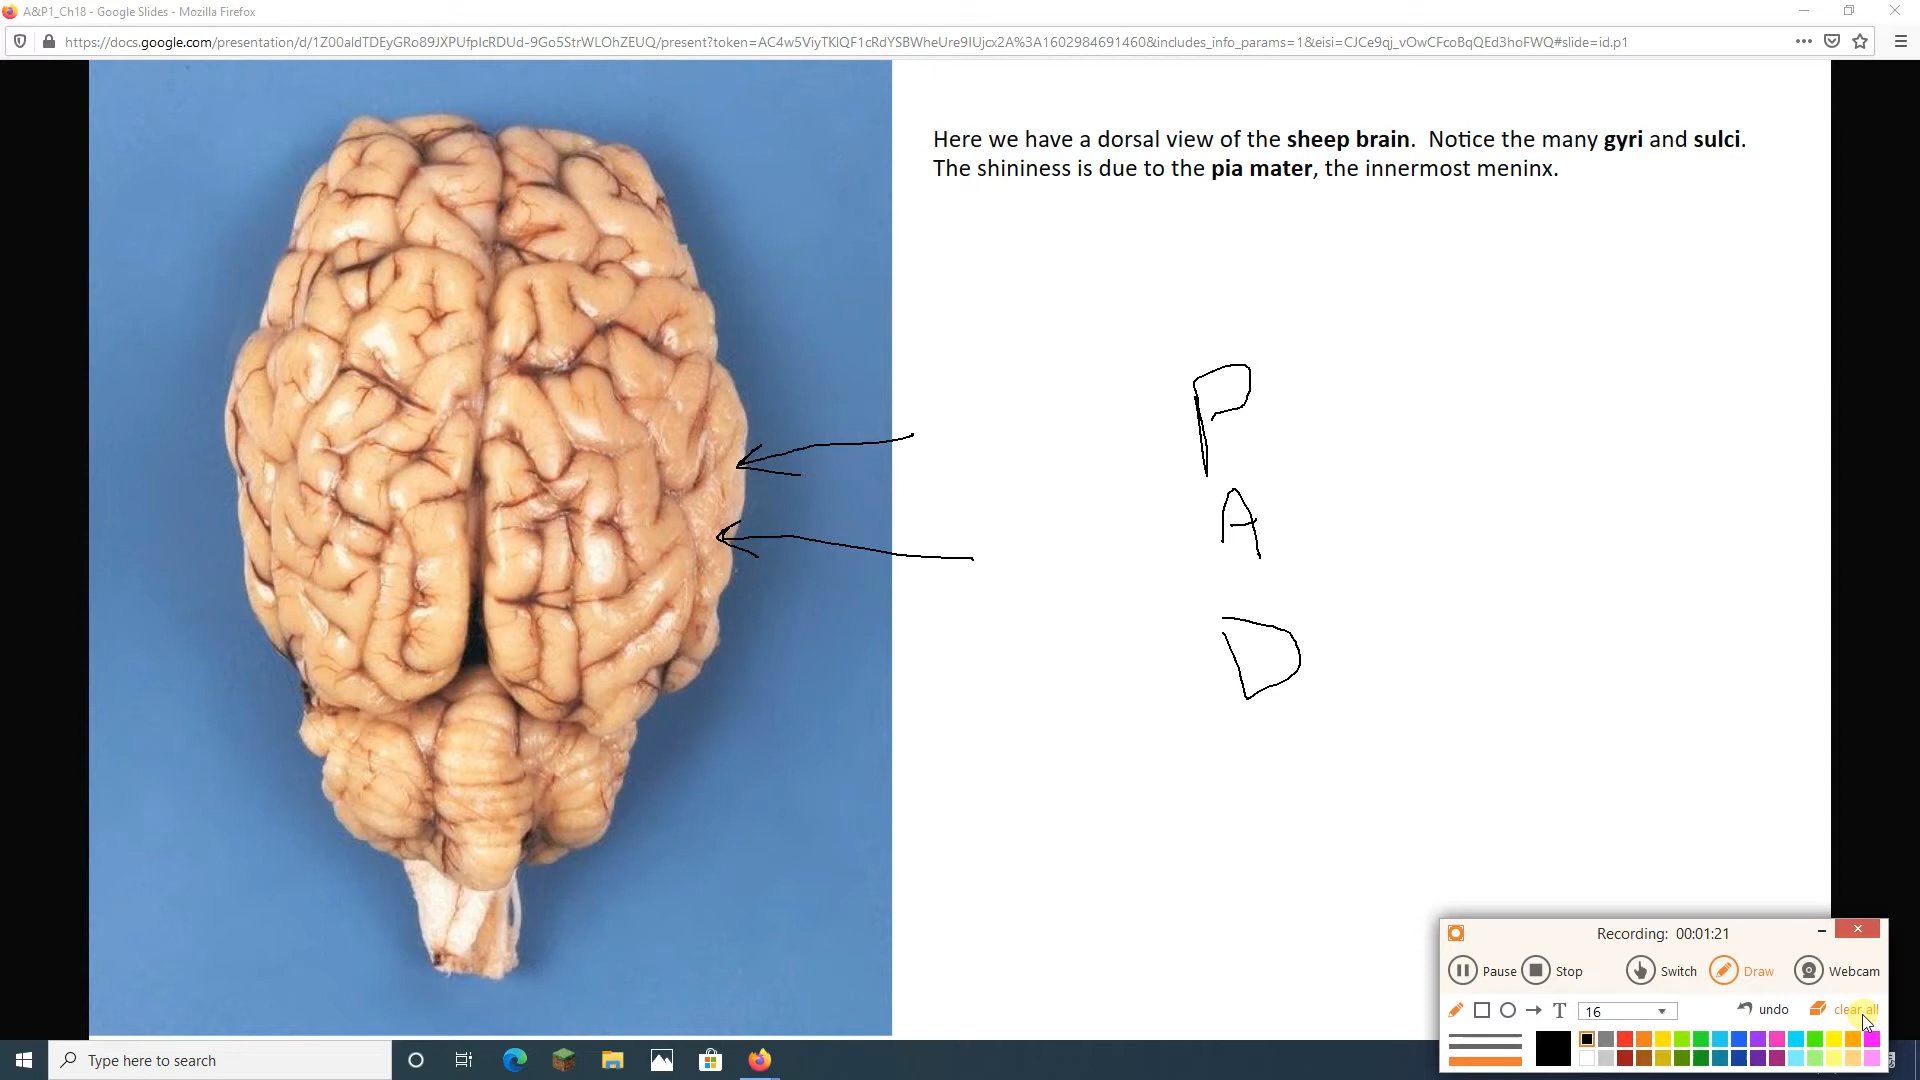 A&P1_Ch18 - Google Slides - Mozilla Firefox
https://docs.google.com/presentation/d/1Z00aldTDEyGRo89JXPUfpIcRDUd-9Go5StrWLOhZEUQ/present?token=AC4w5ViyTKlQF1cRdYSBWheUre9IUjcx2A%3A1602984691460&includes_info_params=1&eisi=CJCe9qj_vOwCFcoBqQEd3hoFWQ#slide=id.p1
Here we have a dorsal view of the sheep brain. Notice the many gyri and sulci.
The shininess is due to the pia mater, the innermost meninx.
P
A
D
Recording: 00:01:21
Pause Stop Switch Draw Webcam
T 16 undo clear all
Type here to search